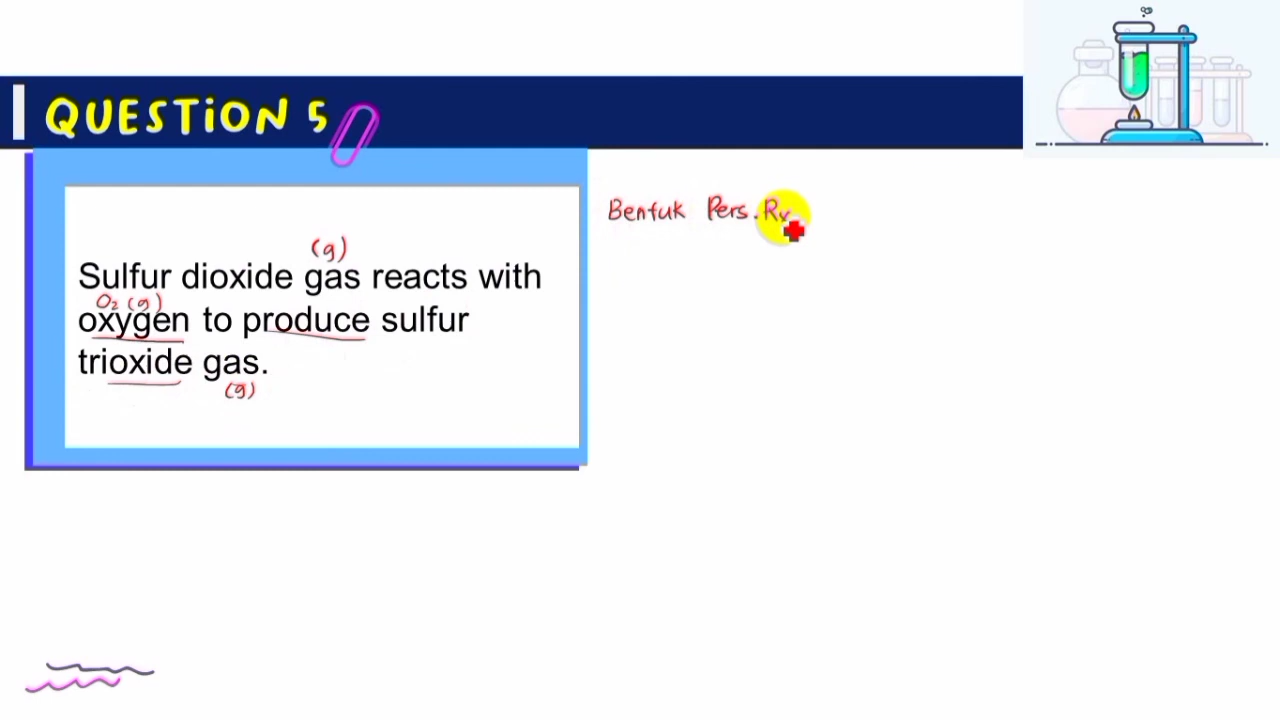 QUESTION 5
(g)
Sulfur dioxide gas reacts with
O₂ (g)
oxygen to produce sulfur
trioxide gas.
(g)
Bentuk Pers. Rx